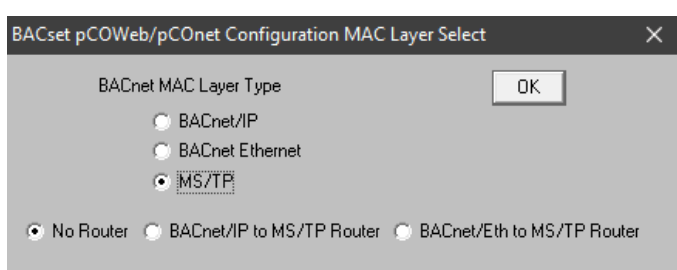 BACset pCOWeb/pCOnet Configuration MAC Layer Select
BACnet MAC Layer Type
OK
BACnet/IP
BACnet Ethernet
MS/TP
No Router BACnet/IP to MS/TP Router BACnet/Eth to MS/TP Router